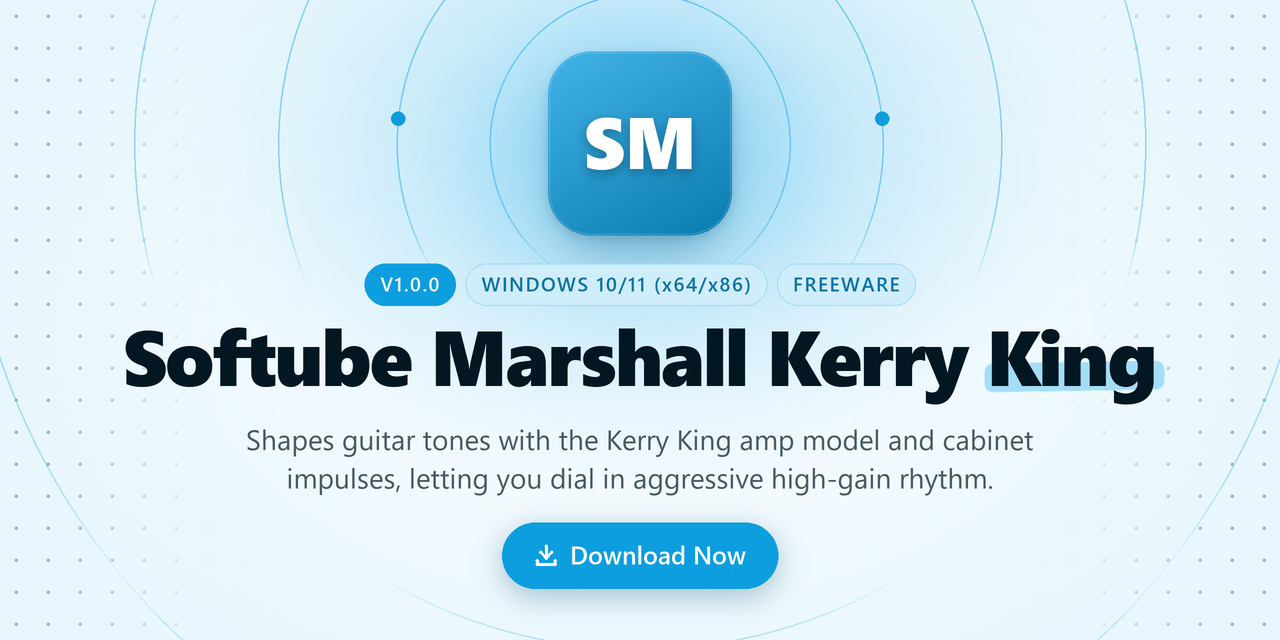 SM
V1.0.0
WINDOWS 10/11 (x64/x86)
FREEWARE
Softube Marshall Kerry King
Shapes guitar tones with the Kerry King amp model and cabinet
impulses, letting you dial in aggressive high-gain rhythm.
Download Now